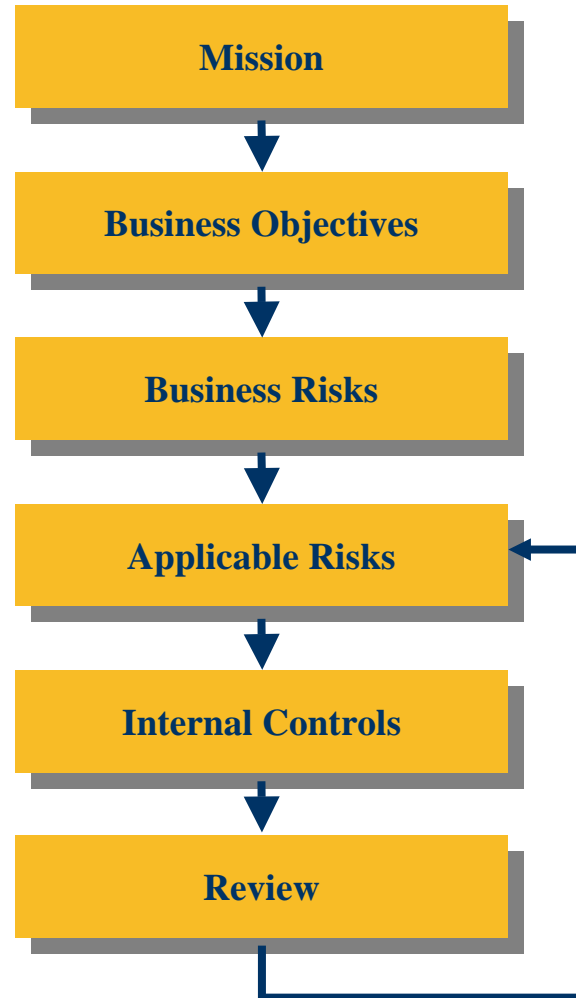 Mission
Business Objectives
Business Risks
Applicable Risks
Internal Controls
Review